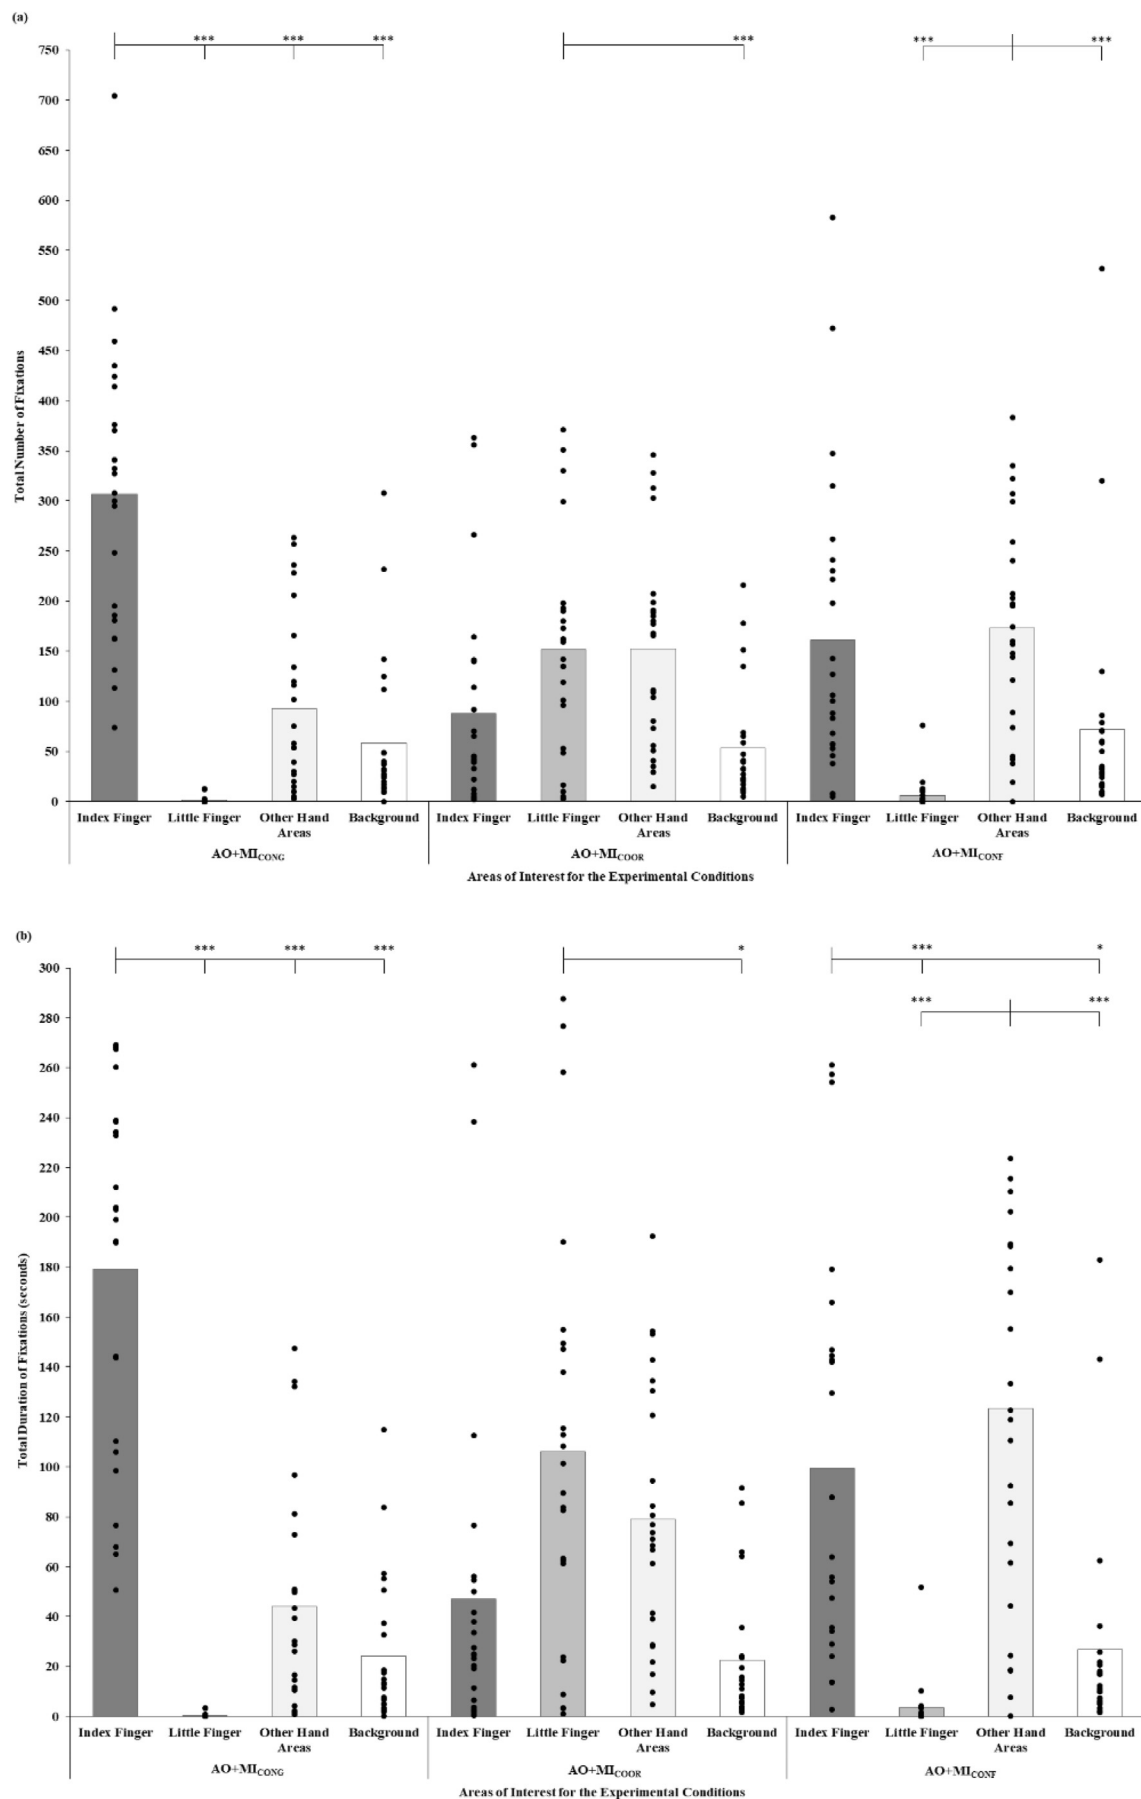 (a)
*** *** *** *** *** ***
750
700
650
600
550
500
450
400
350
300
250
200
150
100
50
0
Total Number of Fixations
Index Finger Little Finger Other Hand Areas Background Index Finger Little Finger Other Hand Areas Background Index Finger Little Finger Other Hand Areas Background
AO+MICONG AO+MICOOR AO+MICONF
Areas of Interest for the Experimental Conditions
(b)
*** *** *** * *** *
*** ***
300
280
260
240
220
200
180
160
140
120
100
80
60
40
20
0
Total Duration of Fixations (seconds)
Index Finger Little Finger Other Hand Areas Background Index Finger Little Finger Other Hand Areas Background Index Finger Little Finger Other Hand Areas Background
AO+MICONG AO+MICOOR AO+MICONF
Areas of Interest for the Experimental Conditions